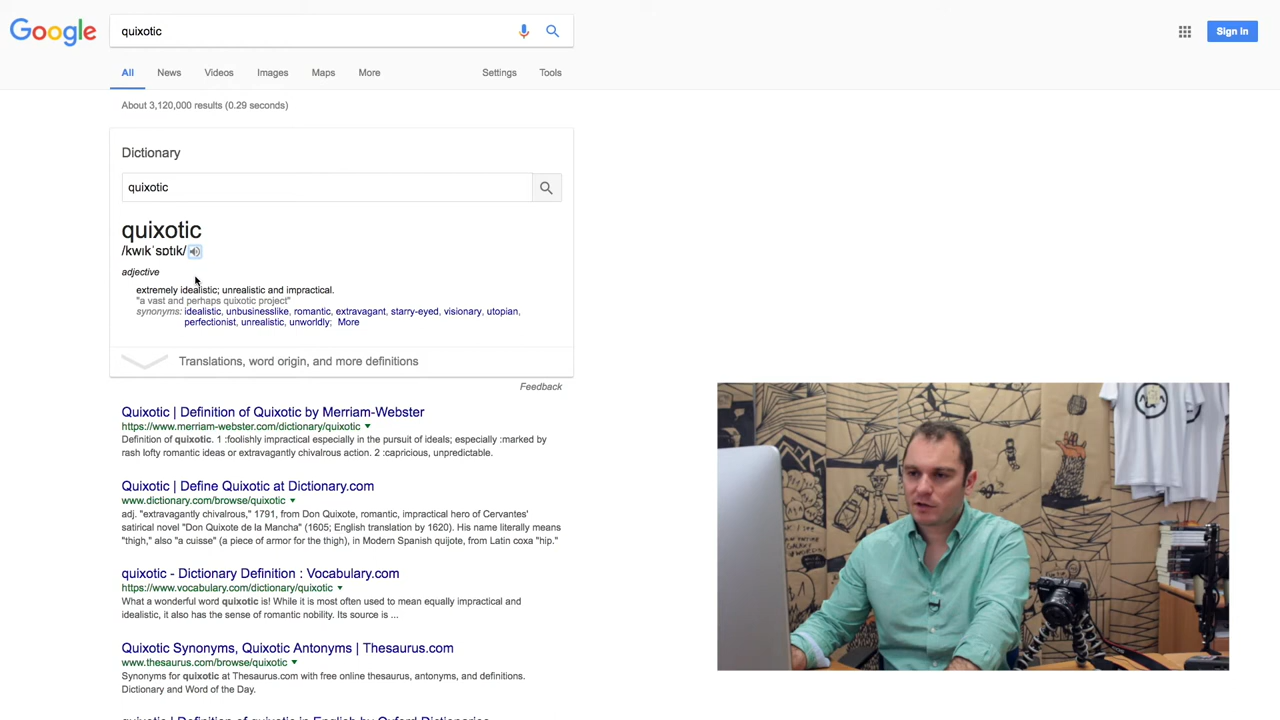 Google
quixotic
Sign in
All News Videos Images Maps More Settings Tools
About 3,120,000 results (0.29 seconds)
Dictionary
quixotic
quixotic
/kwɪkˈsɒtɪk/
adjective
extremely idealistic; unrealistic and impractical.
"a vast and perhaps quixotic project"
synonyms: idealistic, unbusinesslike, romantic, extravagant, starry-eyed, visionary, utopian,
perfectionist, unrealistic, unworldly; More
Translations, word origin, and more definitions
Feedback
Quixotic | Definition of Quixotic by Merriam-Webster
https://www.merriam-webster.com/dictionary/quixotic
Definition of quixotic. 1 :foolishly impractical especially in the pursuit of ideals; especially :marked by
rash lofty romantic ideas or extravagantly chivalrous action. 2 :capricious, unpredictable.
Quixotic | Define Quixotic at Dictionary.com
www.dictionary.com/browse/quixotic
adj. "extravagantly chivalrous," 1791, from Don Quixote, romantic, impractical hero of Cervantes'
satirical novel "Don Quixote de la Mancha" (1605; English translation by 1620). His name literally means
"thigh," also "a cuisse" (a piece of armor for the thigh), in Modern Spanish quijote, from Latin coxa "hip."
quixotic - Dictionary Definition : Vocabulary.com
https://www.vocabulary.com/dictionary/quixotic
What a wonderful word quixotic is! While it is most often used to mean equally impractical and
idealistic, it also has the sense of romantic nobility. Its source is ...
Quixotic Synonyms, Quixotic Antonyms | Thesaurus.com
www.thesaurus.com/browse/quixotic
Synonyms for quixotic at Thesaurus.com with free online thesaurus, antonyms, and definitions.
Dictionary and Word of the Day.
quixotic | Definition of quixotic in English by Oxford Dictionaries